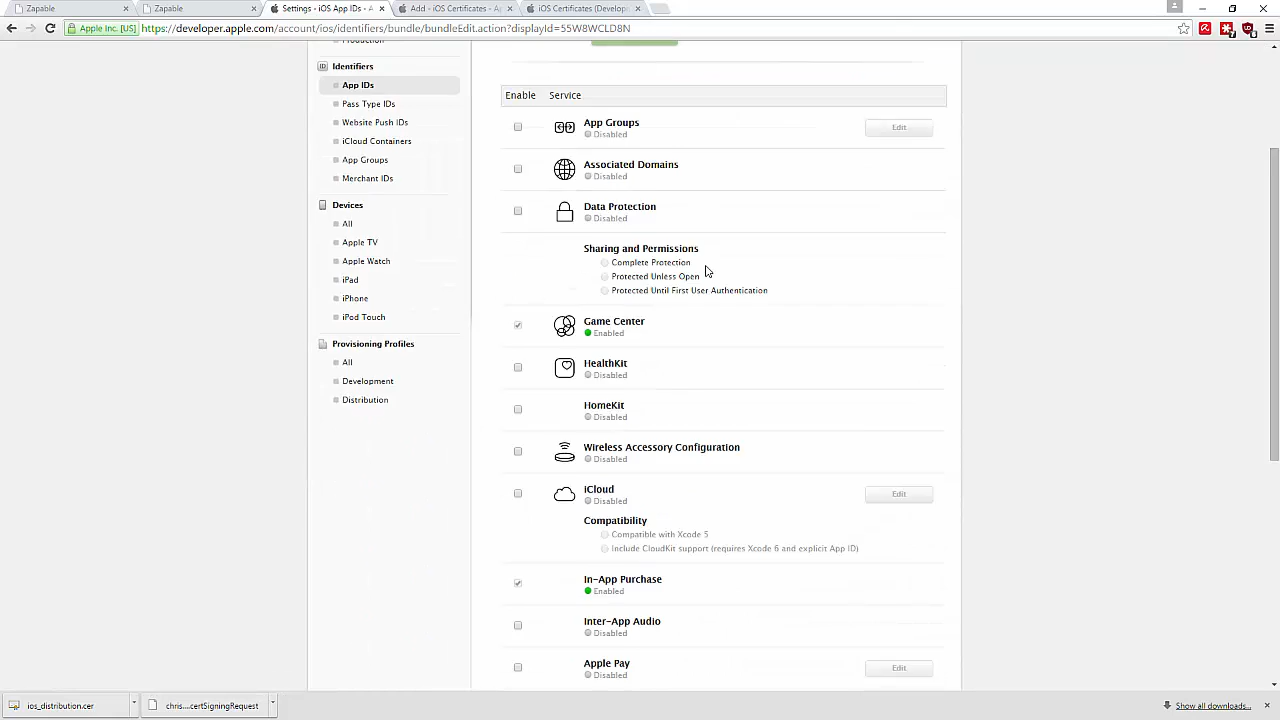 Zapable
Zapable
Settings - iOS App IDs - A
Add - iOS Certificates - Ap
iOS Certificates (Develop
Apple Inc. [US]
https://developer.apple.com/account/ios/identifiers/bundle/bundleEdit.action?displayId=55W8WCLD8N
Production
Identifiers
App IDs
Pass Type IDs
Website Push IDs
iCloud Containers
App Groups
Merchant IDs
Devices
All
Apple TV
Apple Watch
iPad
iPhone
iPod Touch
Provisioning Profiles
All
Development
Distribution
Enable Service
App Groups
Disabled
Edit
Associated Domains
Disabled
Data Protection
Disabled
Sharing and Permissions
Complete Protection
Protected Unless Open
Protected Until First User Authentication
Game Center
Enabled
HealthKit
Disabled
HomeKit
Disabled
Wireless Accessory Configuration
Disabled
iCloud
Disabled
Edit
Compatibility
Compatible with Xcode 5
Include CloudKit support (requires Xcode 6 and explicit App ID)
In-App Purchase
Enabled
Inter-App Audio
Disabled
Apple Pay
Disabled
Edit
ios_distribution.cer
chris....certSigningRequest
Show all downloads...